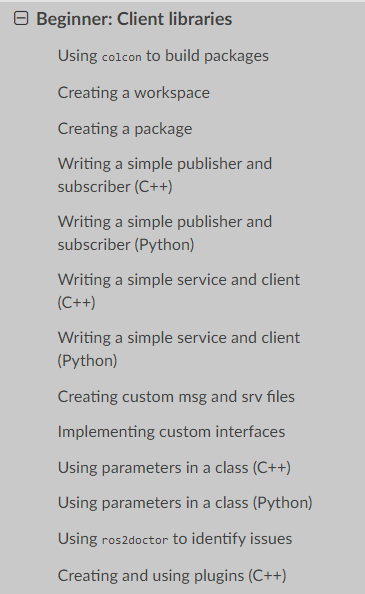 Beginner: Client libraries
Using colcon to build packages
Creating a workspace
Creating a package
Writing a simple publisher and
subscriber (C++)
Writing a simple publisher and
subscriber (Python)
Writing a simple service and client
(C++)
Writing a simple service and client
(Python)
Creating custom msg and srv files
Implementing custom interfaces
Using parameters in a class (C++)
Using parameters in a class (Python)
Using ros2doctor to identify issues
Creating and using plugins (C++)